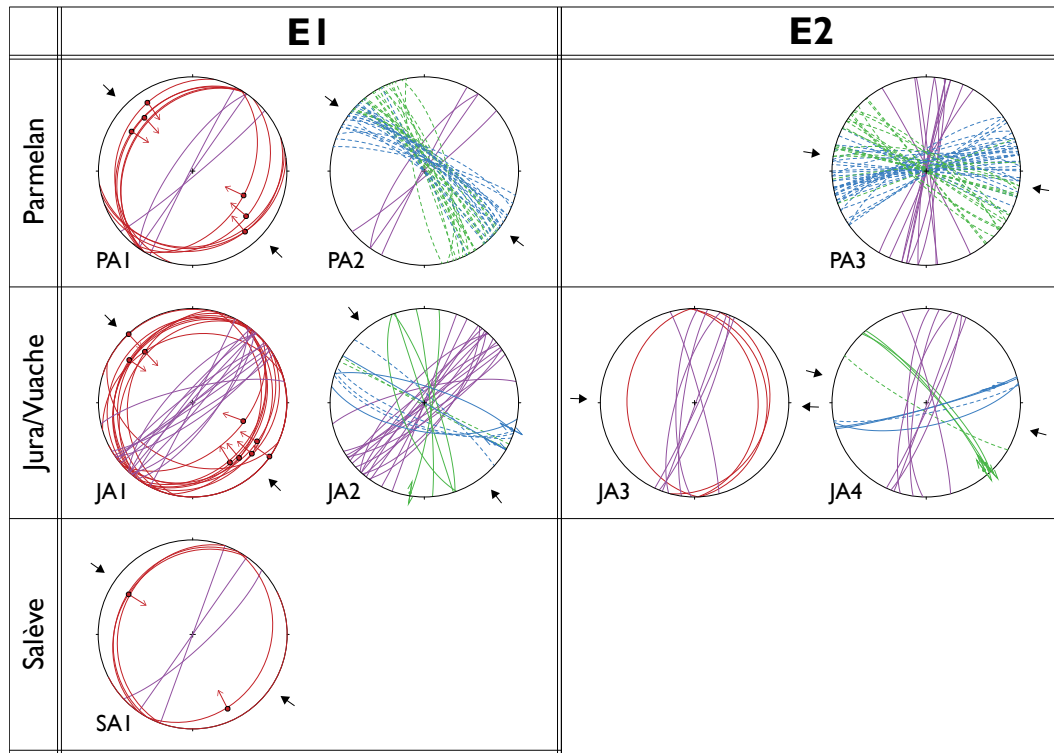 E1 E2
Parmelan
PA1 PA2 PA3
Jura/Vuache
JA1 JA2 JA3 JA4
Salève
SA1